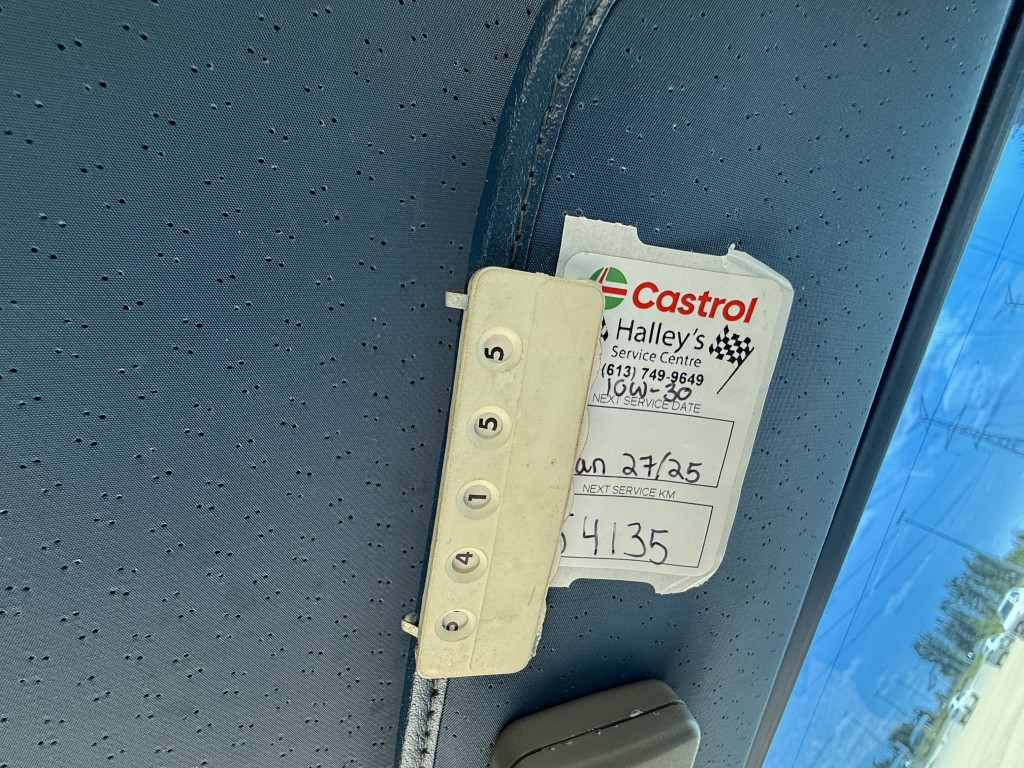 5
5
1
4
6
Castrol
Halley's
Service Centre
(613) 749-9649
10W-30
NEXT SERVICE DATE
an 27/25
NEXT SERVICE KM
4135